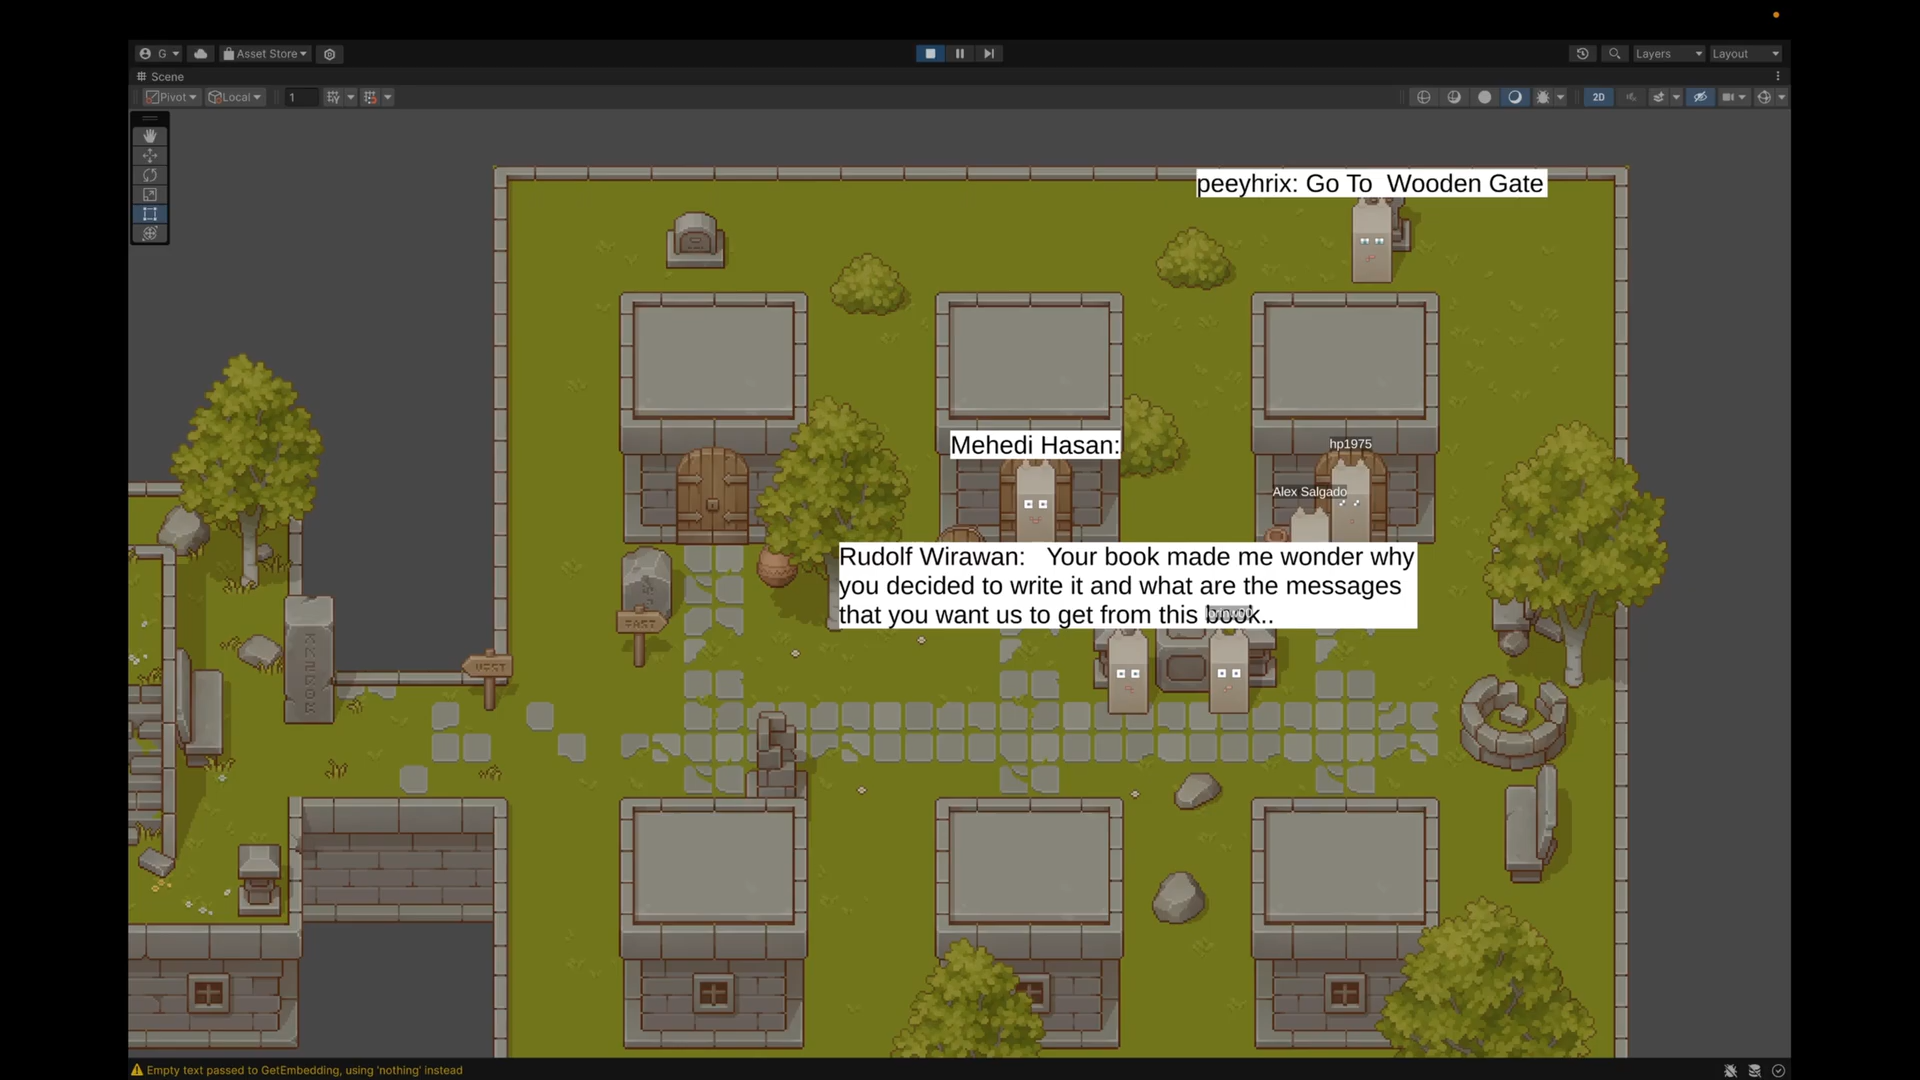 G
Asset Store
Layers
Layout
Scene
Pivot
Local
1
2D
peeyhrix: Go To  Wooden Gate
Mehedi Hasan:
hp1975
Alex Salgado
Rudolf Wirawan:   Your book made me wonder why
you decided to write it and what are the messages
that you want us to get from this book..
EAST
WEST
Empty text passed to GetEmbedding, using 'nothing' instead